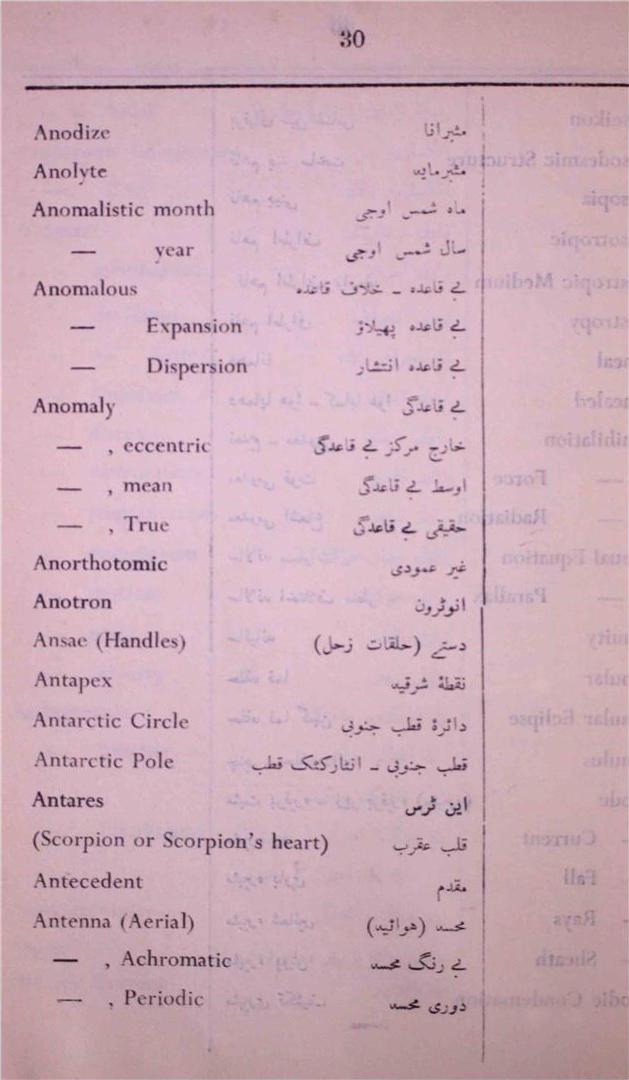 30
Anodize مثبرانا
Anolyte مثبرمایہ
Anomalistic month ماہ شمس اوجی
— year سال شمس اوجی
Anomalous بے قاعدہ ۔ خلاف قاعدہ
— Expansion بے قاعدہ پھیلاؤ
— Dispersion بے قاعدہ انتشار
Anomaly بے قاعدگی
— , eccentric خارج مرکز بے قاعدگی
— , mean اوسط بے قاعدگی
— , True حقیقی بے قاعدگی
Anorthotomic غیر عمودی
Anotron انوٹرون
Ansae (Handles) دستے (حلقات زحل)
Antapex نقطۂ شرقیہ
Antarctic Circle دائرۂ قطب جنوبی
Antarctic Pole قطب جنوبی ۔ انٹارکٹک قطب
Antares این ٹرس
(Scorpion or Scorpion's heart) قلب عقرب
Antecedent مقدم
Antenna (Aerial) محسہ (ھوائیہ)
— , Achromatic بے رنگ محسہ
— , Periodic دوری محسہ